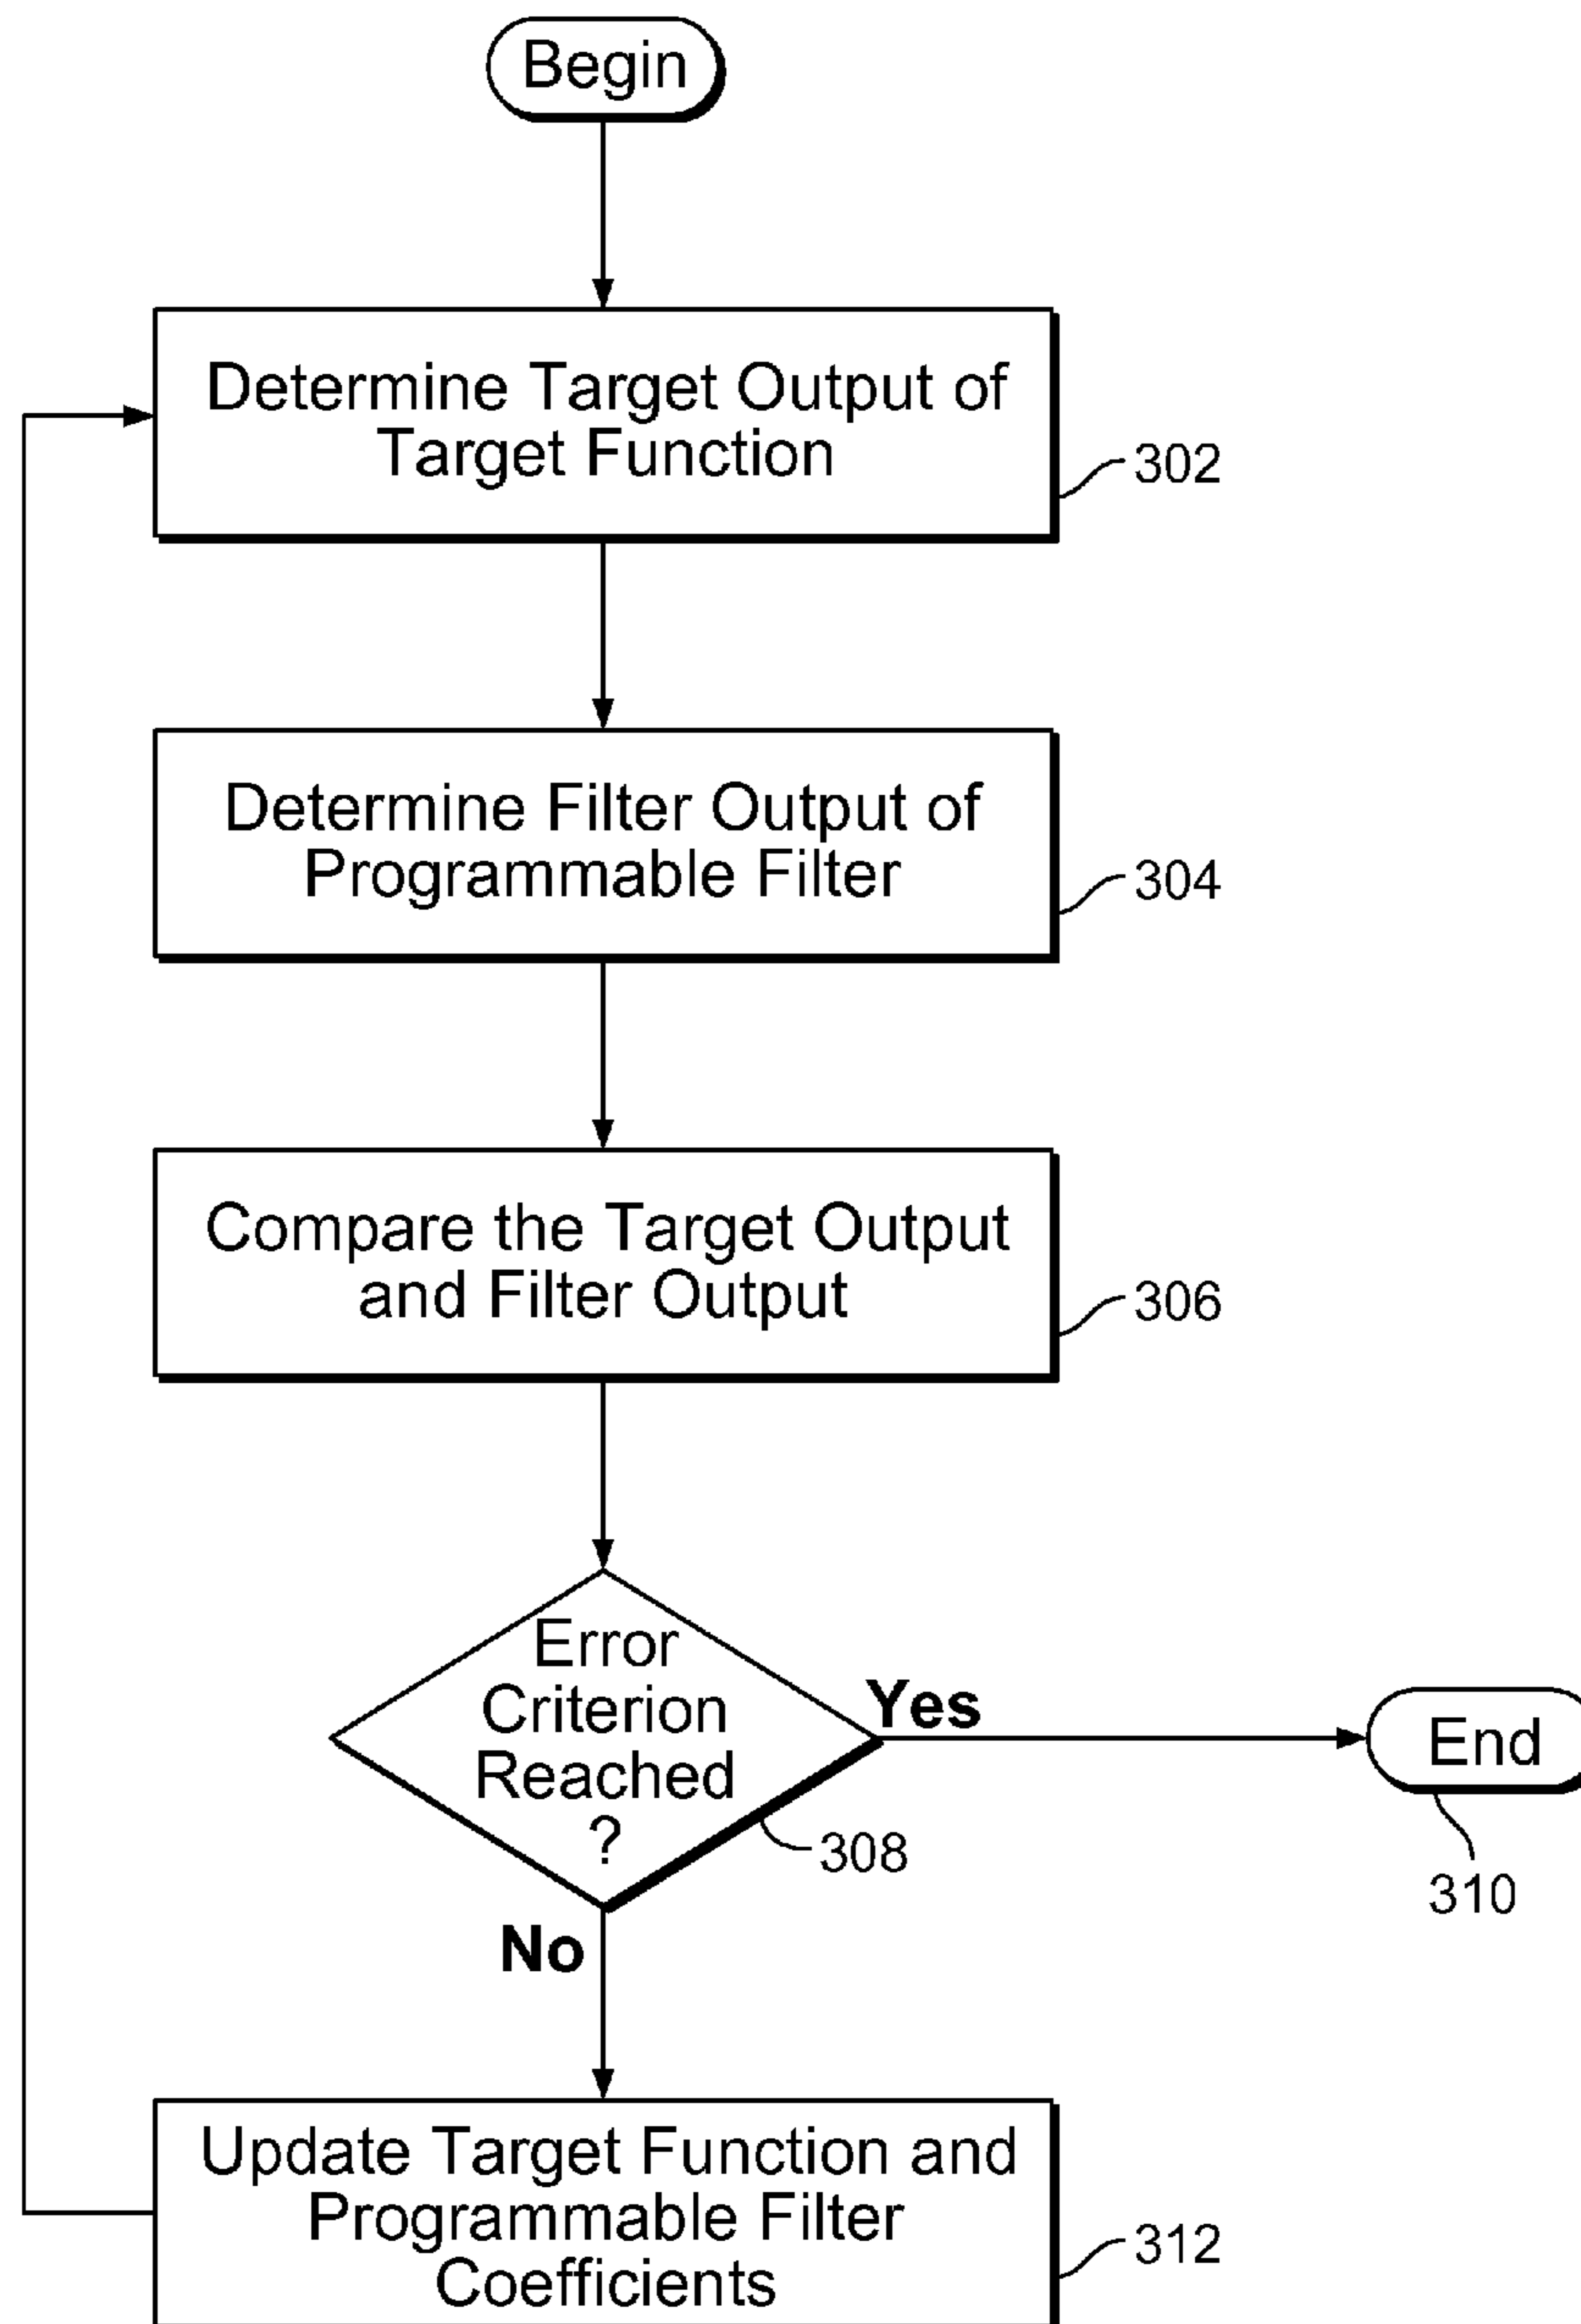 Begin
Determine Target Output of
Target Function
302
Determine Filter Output of
Programmable Filter
304
Compare the Target Output
and Filter Output
306
Error
Criterion
Reached
?
308
Yes
End
310
No
Update Target Function and
Programmable Filter
Coefficients
312